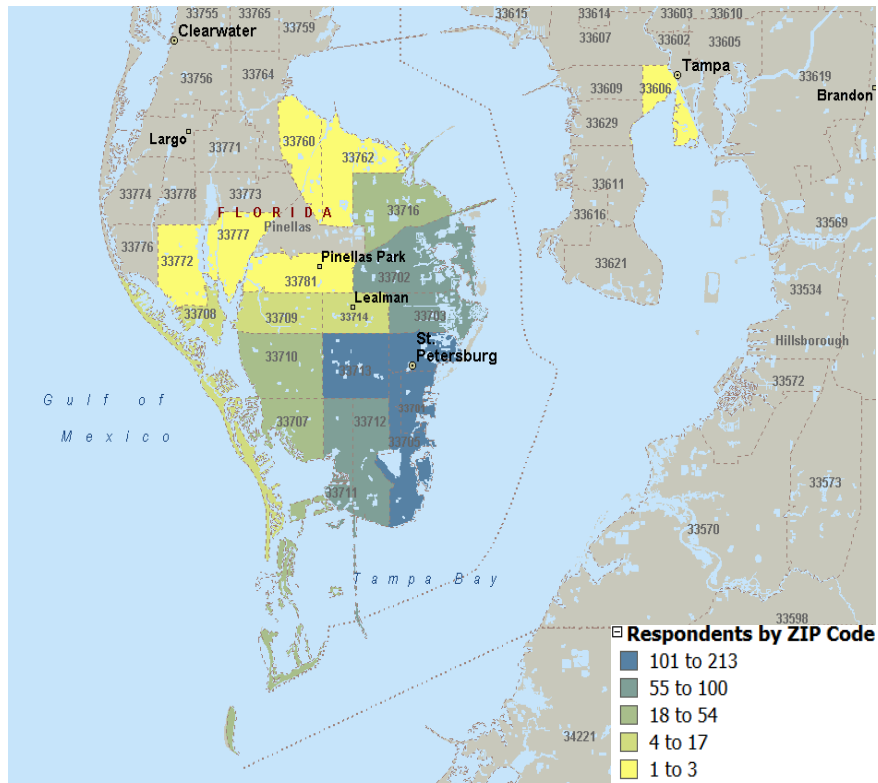 33755
33765
33759
33615
33614
33603
33610
Clearwater
33607
33602
33605
33756
33764
Tampa
33619
33609
33606
Brandon
Largo
33771
33760
33762
33629
33774
33778
33773
33716
33611
FLORIDA
Pinellas
33616
33569
33776
33772
33777
Pinellas Park
33781
33702
33621
33534
Lealman
33708
33709
33714
33703
St.
Petersburg
Hillsborough
33710
33713
33572
Gulf of
Mexico
33701
33707
33712
33705
33711
33573
33570
Tampa Bay
33598
34221
Respondents by ZIP Code
101 to 213
55 to 100
18 to 54
4 to 17
1 to 3